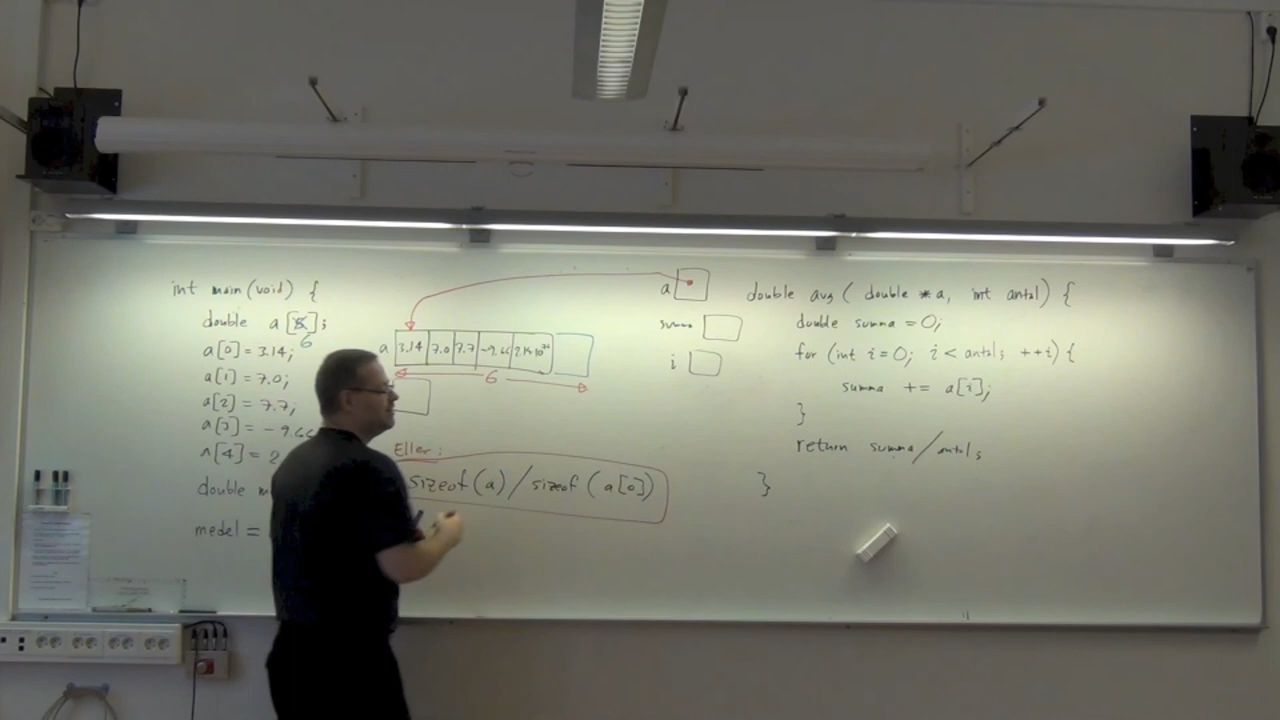 int main (void) {
double a [5];
6
a[0] = 3.14;
a[1] = 7.0;
a[2] = 7.7;
a[3] = - 9.66
a[4] = 2
double m
medel =
a 3.14 7.0 7.7 -9.66
6
Eller:
sizeof (a) / sizeof (a[0])
a
summa
i
double avg ( double *a, int antal) {
double summa = 0;
for (int i = 0; i < antal; ++i) {
summa += a[i];
}
return summa/antal;
}